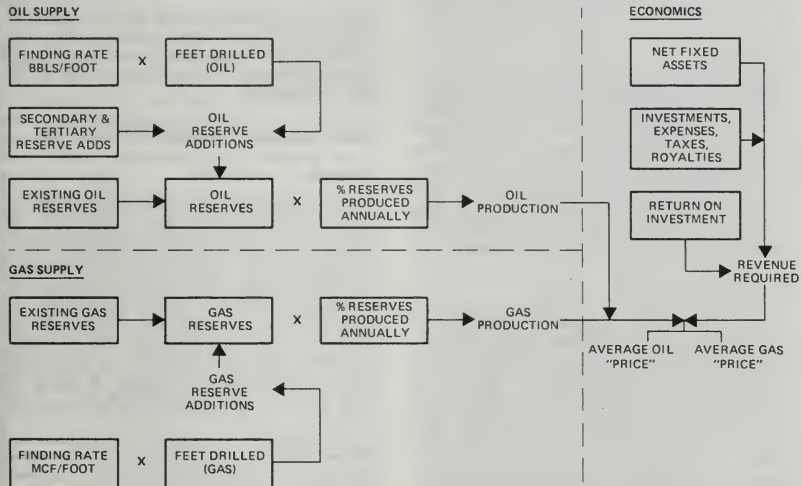 OIL SUPPLY
FINDING RATE
BBLS/FOOT
X
FEET DRILLED
(OIL)
SECONDARY &
TERTIARY
RESERVE ADDS
OIL
RESERVE
ADDITIONS
EXISTING OIL
RESERVES
OIL
RESERVES
X
% RESERVES
PRODUCED
ANNUALLY
OIL
PRODUCTION
GAS SUPPLY
EXISTING GAS
RESERVES
GAS
RESERVES
X
% RESERVES
PRODUCED
ANNUALLY
GAS
PRODUCTION
GAS
RESERVE
ADDITIONS
FINDING RATE
MCF/FOOT
X
FEET DRILLED
(GAS)
ECONOMICS
NET FIXED
ASSETS
INVESTMENTS,
EXPENSES,
TAXES,
ROYALTIES
RETURN ON
INVESTMENT
REVENUE
REQUIRED
AVERAGE OIL
"PRICE"
AVERAGE GAS
"PRICE"